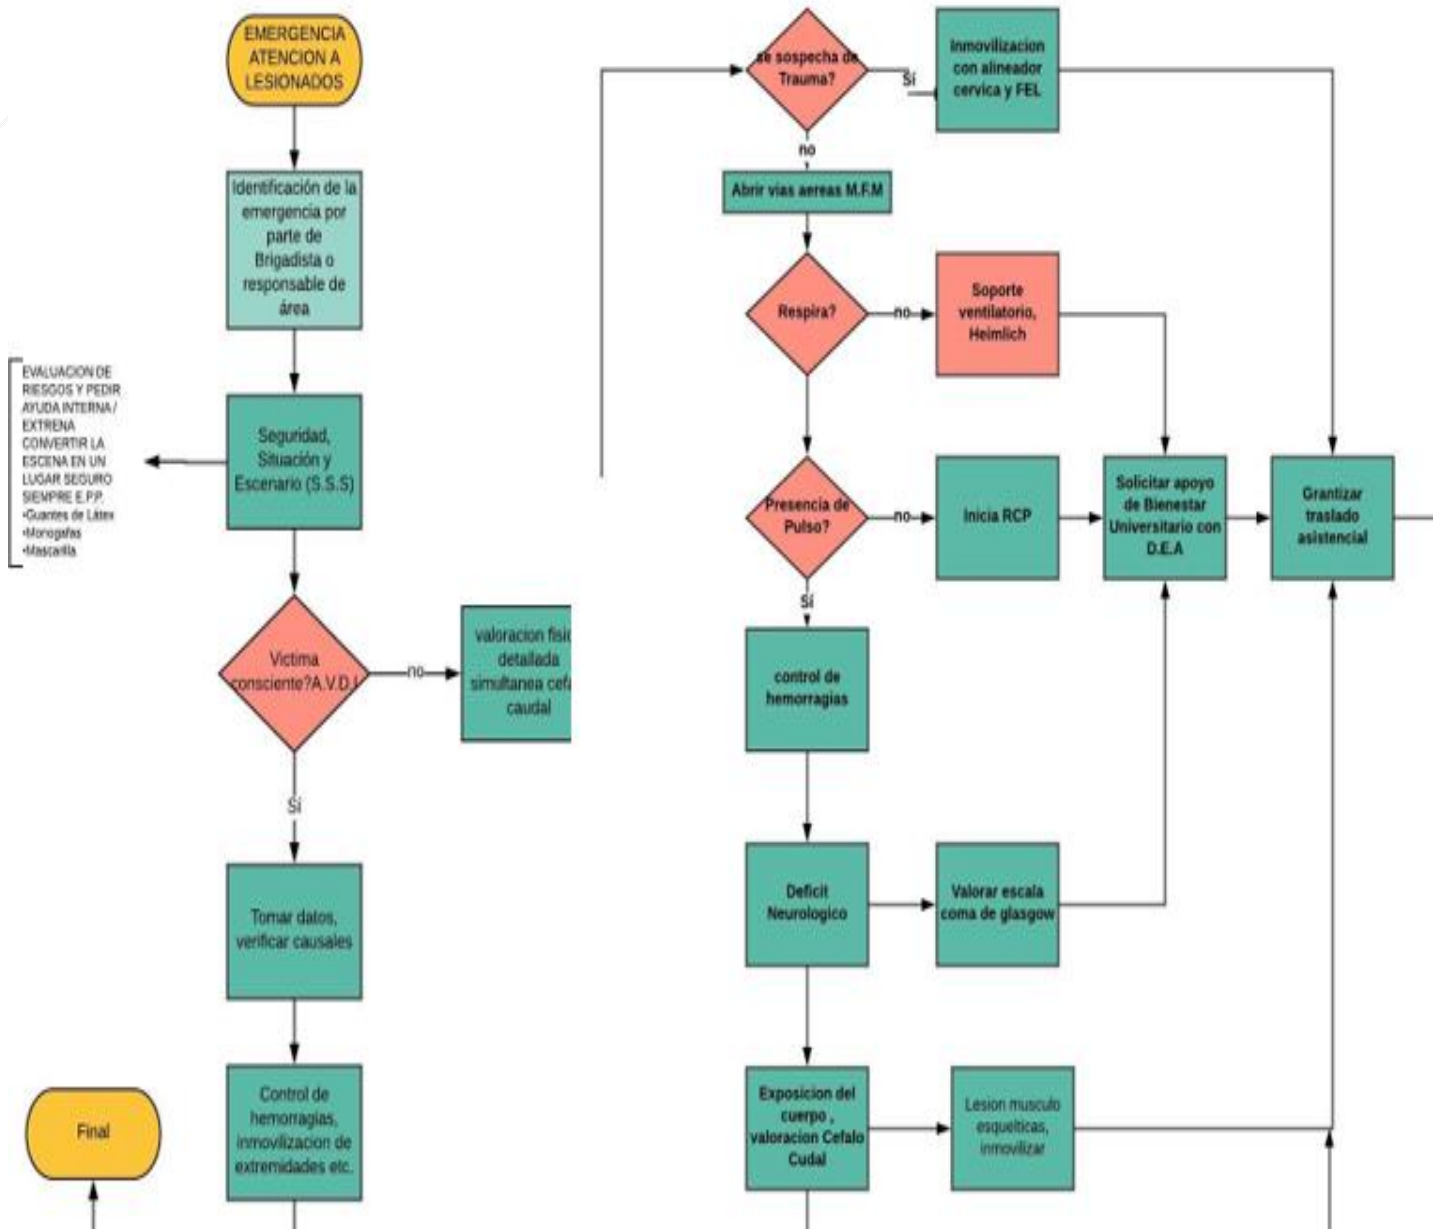 EMERGENCIA
ATENCION A
LESIONADOS
Identificación de la
emergencia por
parte de
Brigadista o
responsable de
área
EVALUACION DE
RIESGOS Y PEDIR
AYUDA INTERNA /
EXTRENA
CONVERTIR LA
ESCENA EN UN
LUGAR SEGURO
SIEMPRE E.P.P.
•Guantes de Látex
•Monogafas
•Mascarilla
Seguridad,
Situación y
Escenario (S.S.S)
Victima
consciente?A.V.D.I
no
valoracion físic
detallada
simultanea cefa
caudal
Sí
Tomar datos,
verificar causales
Control de
hemorragias,
inmovilizacion de
extremidades etc.
Final
se sospecha de
Trauma?
Sí
Inmovilizacion
con alineador
cervica y FEL
no
Abrir vias aereas M.F.M
Respira?
no
Soporte
ventilatorio,
Heimlich
Presencia de
Pulso?
no
Inicia RCP
Solicitar apoyo
de Bienestar
Universitario con
D.E.A
Grantizar
traslado
asistencial
Sí
control de
hemorragias
Deficit
Neurologico
Valorar escala
coma de glasgow
Exposicion del
cuerpo ,
valoracion Cefalo
Cudal
Lesion musculo
esquelticas,
inmovilizar